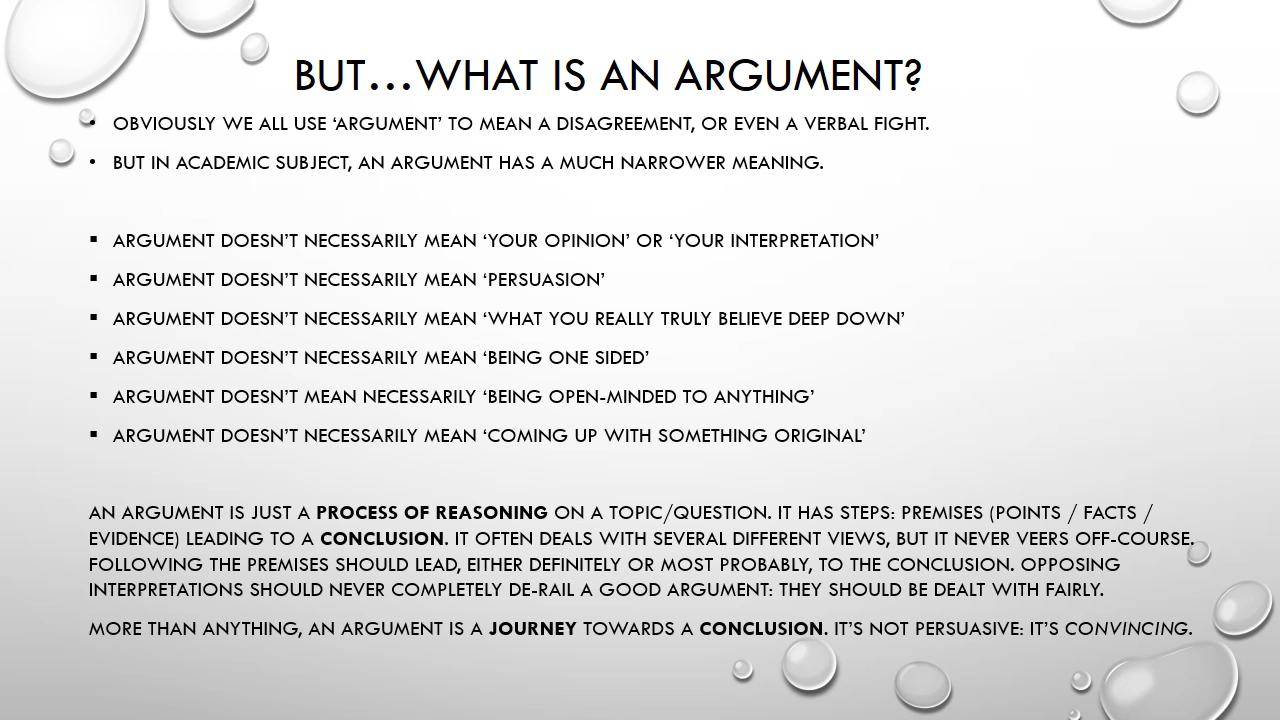 BUT...WHAT IS AN ARGUMENT?
• OBVIOUSLY WE ALL USE ‘ARGUMENT’ TO MEAN A DISAGREEMENT, OR EVEN A VERBAL FIGHT.
• BUT IN ACADEMIC SUBJECT, AN ARGUMENT HAS A MUCH NARROWER MEANING.
▪ ARGUMENT DOESN’T NECESSARILY MEAN ‘YOUR OPINION’ OR ‘YOUR INTERPRETATION’
▪ ARGUMENT DOESN’T NECESSARILY MEAN ‘PERSUASION’
▪ ARGUMENT DOESN’T NECESSARILY MEAN ‘WHAT YOU REALLY TRULY BELIEVE DEEP DOWN’
▪ ARGUMENT DOESN’T NECESSARILY MEAN ‘BEING ONE SIDED’
▪ ARGUMENT DOESN’T MEAN NECESSARILY ‘BEING OPEN-MINDED TO ANYTHING’
▪ ARGUMENT DOESN’T NECESSARILY MEAN ‘COMING UP WITH SOMETHING ORIGINAL’
AN ARGUMENT IS JUST A PROCESS OF REASONING ON A TOPIC/QUESTION. IT HAS STEPS: PREMISES (POINTS / FACTS /
EVIDENCE) LEADING TO A CONCLUSION. IT OFTEN DEALS WITH SEVERAL DIFFERENT VIEWS, BUT IT NEVER VEERS OFF-COURSE.
FOLLOWING THE PREMISES SHOULD LEAD, EITHER DEFINITELY OR MOST PROBABLY, TO THE CONCLUSION. OPPOSING
INTERPRETATIONS SHOULD NEVER COMPLETELY DE-RAIL A GOOD ARGUMENT: THEY SHOULD BE DEALT WITH FAIRLY.
MORE THAN ANYTHING, AN ARGUMENT IS A JOURNEY TOWARDS A CONCLUSION. IT’S NOT PERSUASIVE: IT’S CONVINCING.